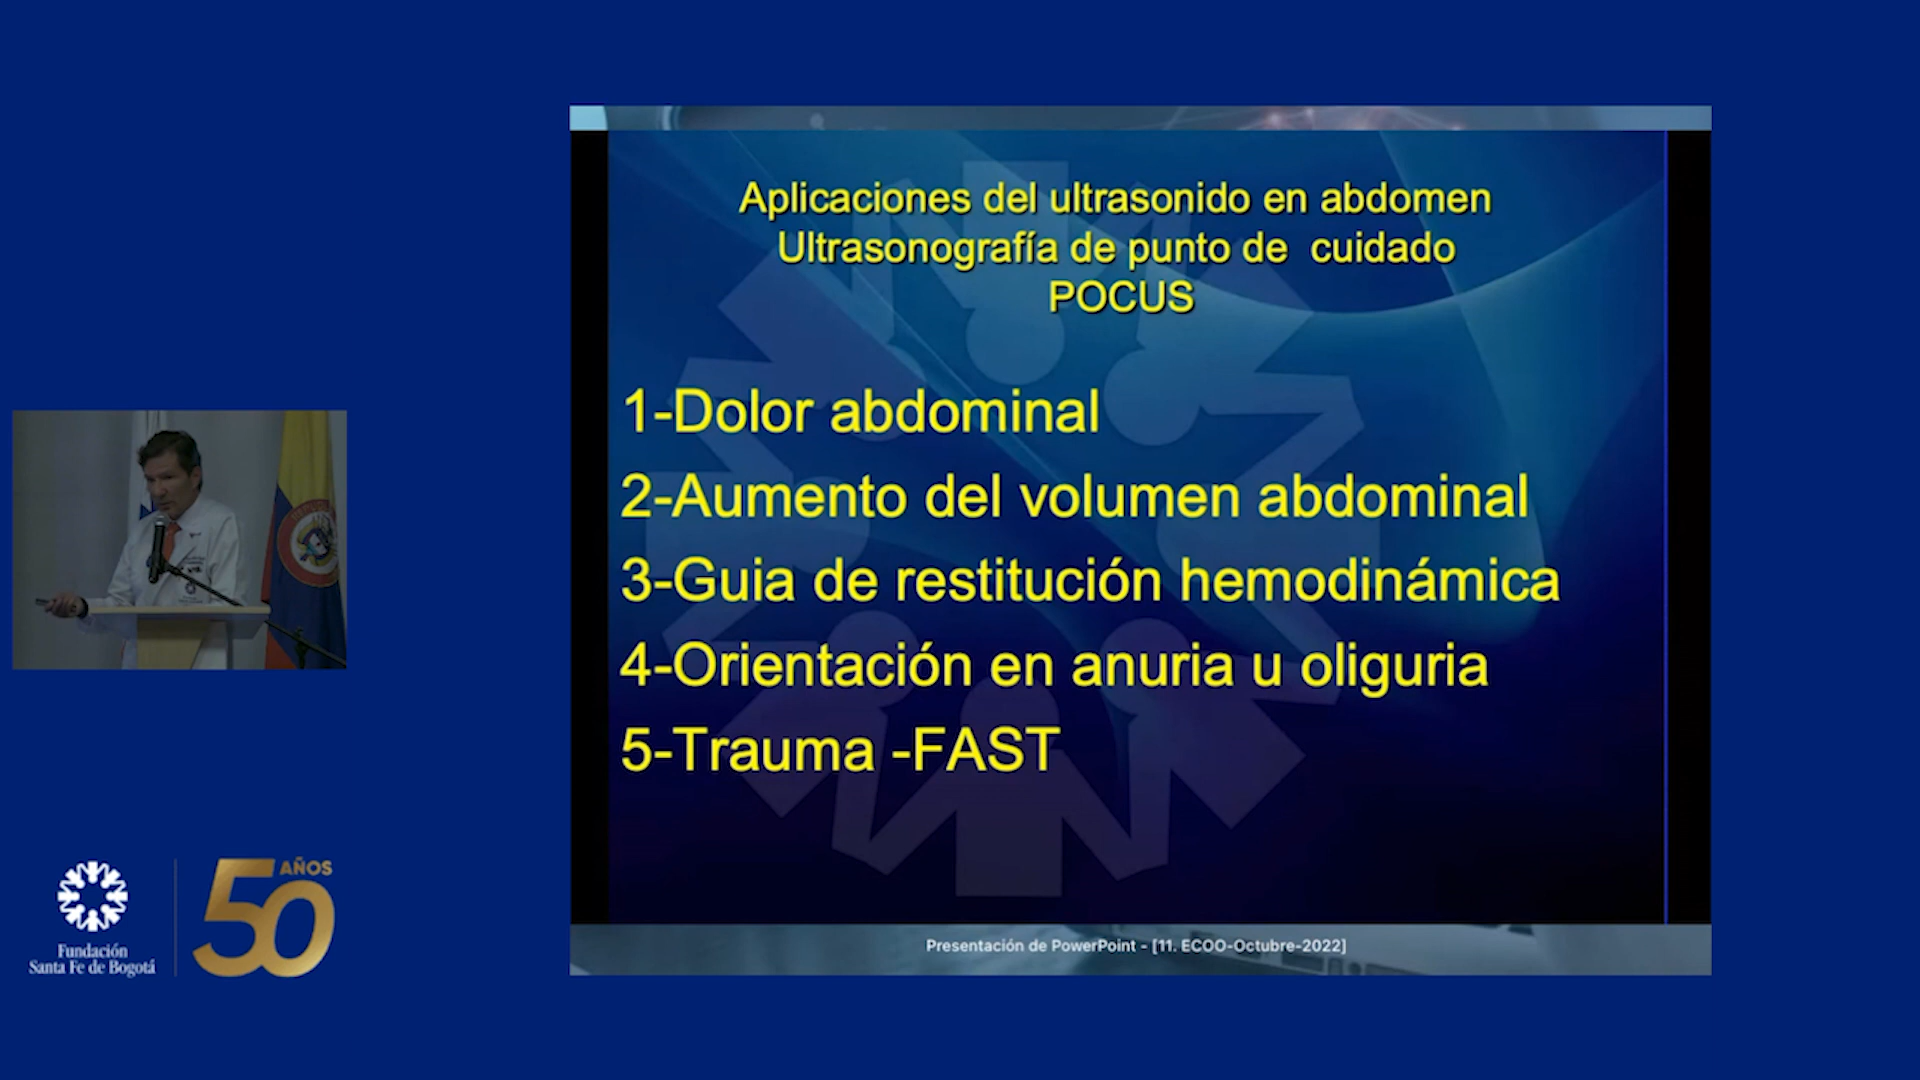 Aplicaciones del ultrasonido en abdomen
Ultrasonografía de punto de cuidado
POCUS
1-Dolor abdominal
2-Aumento del volumen abdominal
3-Guia de restitución hemodinámica
4-Orientación en anuria u oliguria
5-Trauma -FAST
Presentación de PowerPoint - [11. ECOO-Octubre-2022]
Fundación
Santa Fe de Bogotá
50 AÑOS